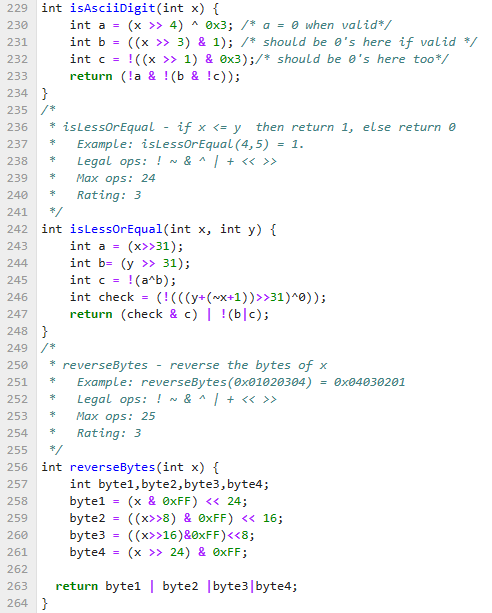 229 int isAsciiDigit(int x) {
230     int a = (x >> 4) ^ 0x3; /* a = 0 when valid*/
231     int b = ((x >> 3) & 1); /* should be 0's here if valid */
232     int c = !((x >> 1) & 0x3);/* should be 0's here too*/
233     return (!a & !(b & !c));
234 }
235 /*
236  * isLessOrEqual - if x <= y  then return 1, else return 0
237  *   Example: isLessOrEqual(4,5) = 1.
238  *   Legal ops: ! ~ & ^ | + << >>
239  *   Max ops: 24
240  *   Rating: 3
241  */
242 int isLessOrEqual(int x, int y) {
243     int a = (x>>31);
244     int b= (y >> 31);
245     int c = !(a^b);
246     int check = (!(((y+(~x+1))>>31)^0));
247     return (check & c) | !(b|c);
248 }
249 /*
250  * reverseBytes - reverse the bytes of x
251  *   Example: reverseBytes(0x01020304) = 0x04030201
252  *   Legal ops: ! ~ & ^ | + << >>
253  *   Max ops: 25
254  *   Rating: 3
255  */
256 int reverseBytes(int x) {
257     int byte1,byte2,byte3,byte4;
258     byte1 = (x & 0xFF) << 24;
259     byte2 = ((x>>8) & 0xFF) << 16;
260     byte3 = ((x>>16)&0xFF)<<8;
261     byte4 = (x >> 24) & 0xFF;
262
263   return byte1 | byte2 |byte3|byte4;
264 }